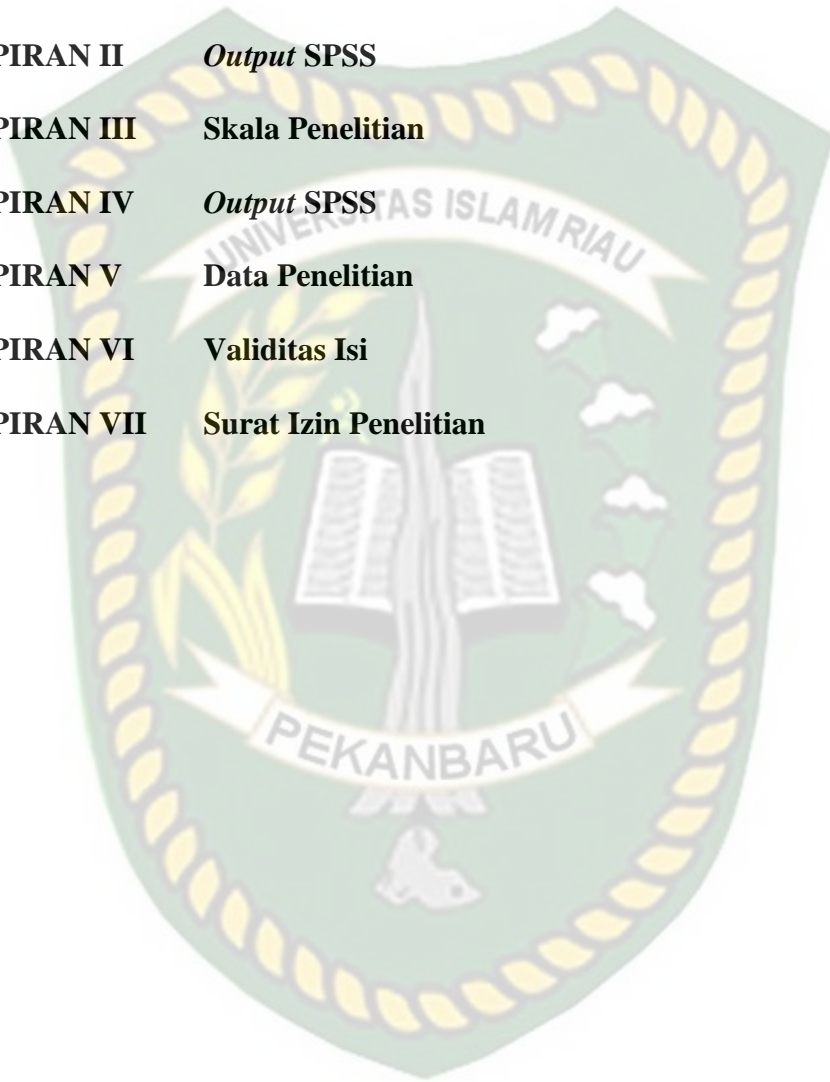 PIRAN II Output SPSS
PIRAN III Skala Penelitian
PIRAN IV Output SPSS
UNIVERSITAS ISLAM RIAU
PIRAN V Data Penelitian
PIRAN VI Validitas Isi
PIRAN VII Surat Izin Penelitian
PEKANBARU